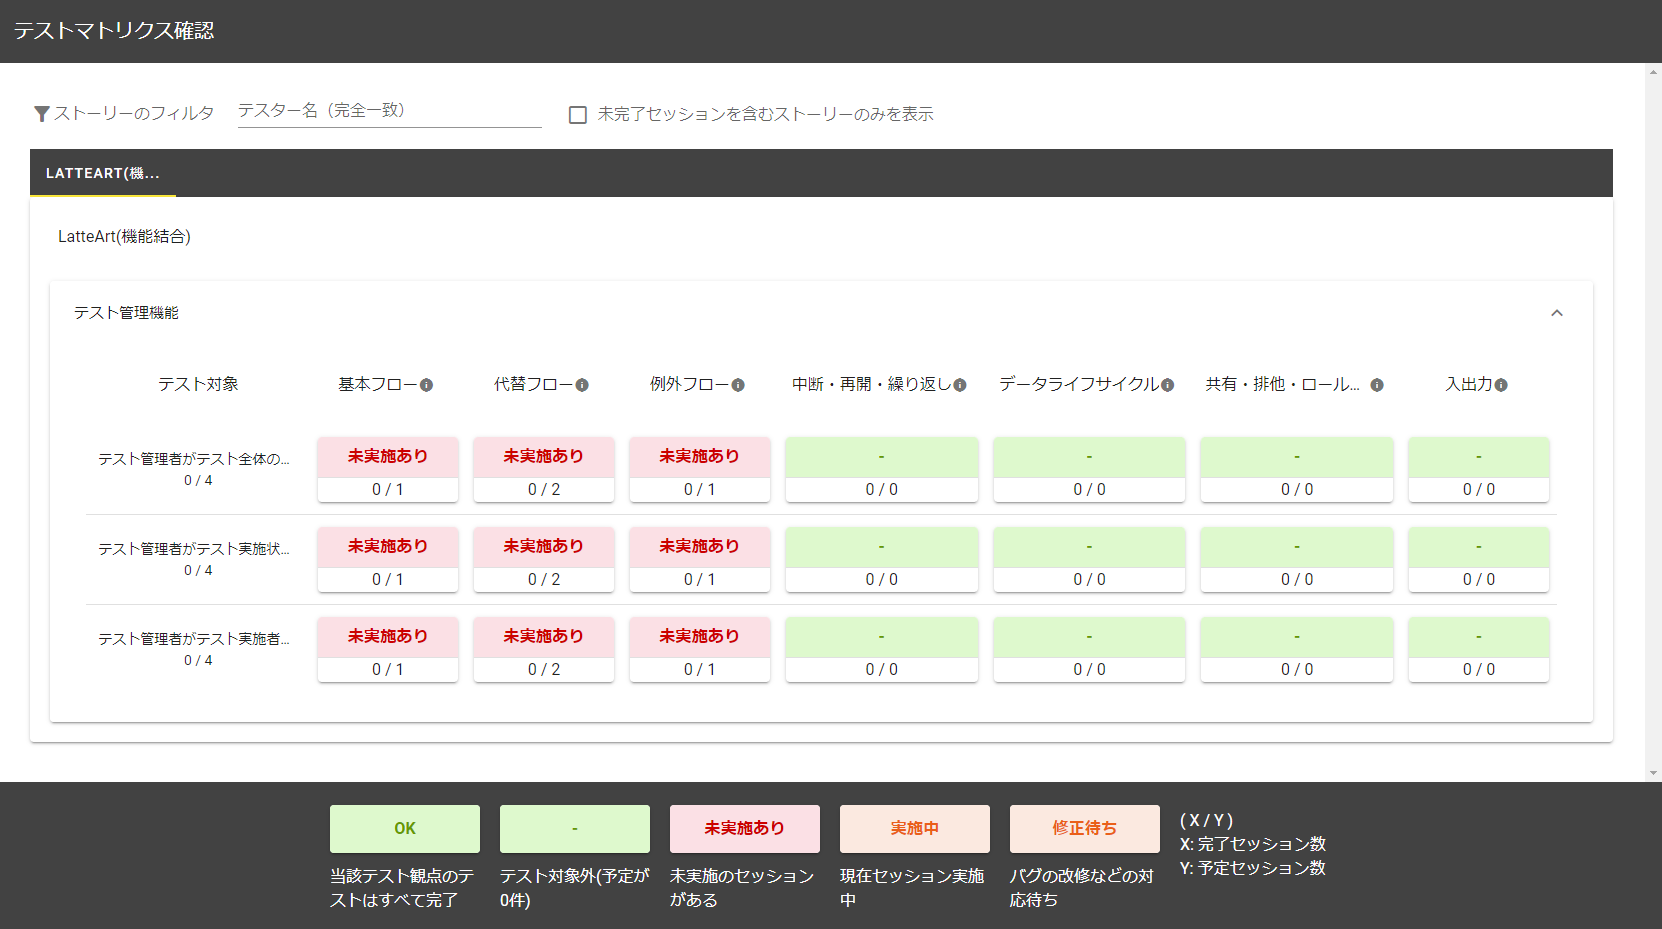 テストマトリクス確認
ストーリーのフィルタ テスター名（完全一致） 未完了セッションを含むストーリーのみを表示
LATTEART(機...
LatteArt(機能結合)
テスト管理機能
テスト対象 基本フロー 代替フロー 例外フロー 中断・再開・繰り返し データライフサイクル 共有・排他・ロール... 入出力
テスト管理者がテスト全体の...
0 / 4
未実施あり 未実施あり 未実施あり - - - -
0 / 1 0 / 2 0 / 1 0 / 0 0 / 0 0 / 0 0 / 0
テスト管理者がテスト実施状...
0 / 4
未実施あり 未実施あり 未実施あり - - - -
0 / 1 0 / 2 0 / 1 0 / 0 0 / 0 0 / 0 0 / 0
テスト管理者がテスト実施者...
0 / 4
未実施あり 未実施あり 未実施あり - - - -
0 / 1 0 / 2 0 / 1 0 / 0 0 / 0 0 / 0 0 / 0
OK
当該テスト観点のテ
ストはすべて完了
-
テスト対象外(予定が
0件)
未実施あり
未実施のセッション
がある
実施中
現在セッション実施
中
修正待ち
バグの改修などの対
応待ち
( X / Y )
X: 完了セッション数
Y: 予定セッション数